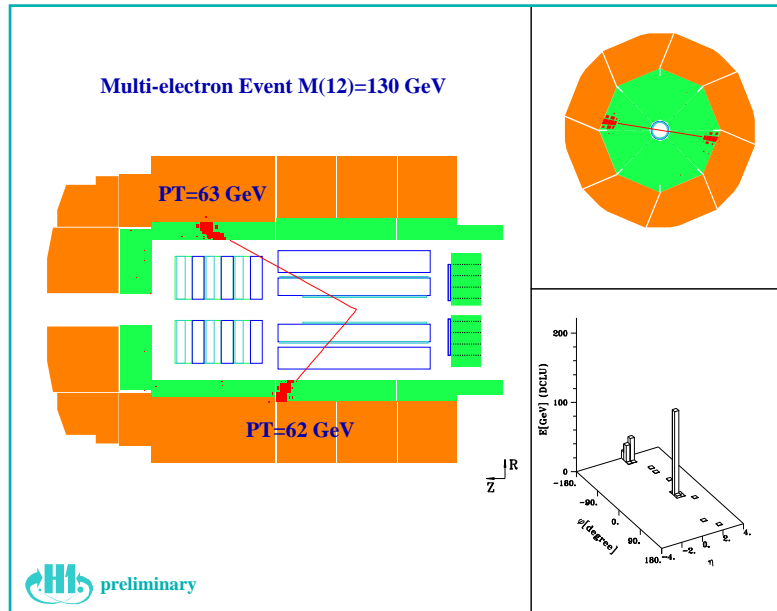 Multi-electron Event M(12)=130 GeV
PT=63 GeV
PT=62 GeV
R
Z
H1 preliminary
E[GeV] (DCLU)
200
100
0
-180.
-90.
0.
90.
180.
φ[degree]
-4.
-2.
0.
2.
4.
η